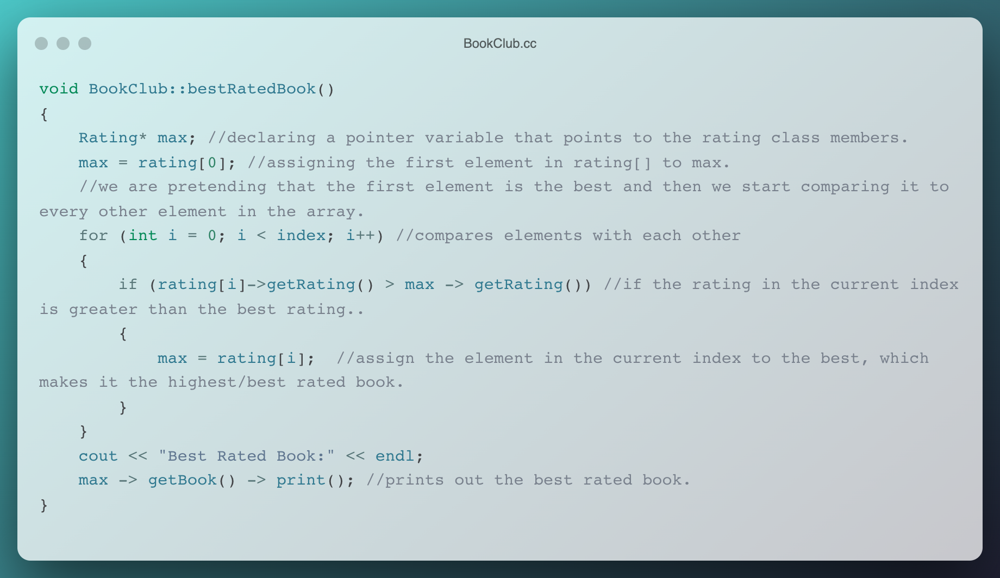 BookClub.cc
void BookClub::bestRatedBook()
{
    Rating* max; //declaring a pointer variable that points to the rating class members.
    max = rating[0]; //assigning the first element in rating[] to max.
    //we are pretending that the first element is the best and then we start comparing it to
every other element in the array.
    for (int i = 0; i < index; i++) //compares elements with each other
    {
        if (rating[i]->getRating() > max -> getRating()) //if the rating in the current index
is greater than the best rating..
        {
            max = rating[i];  //assign the element in the current index to the best, which
makes it the highest/best rated book.
        }
    }
    cout << "Best Rated Book:" << endl;
    max -> getBook() -> print(); //prints out the best rated book.
}